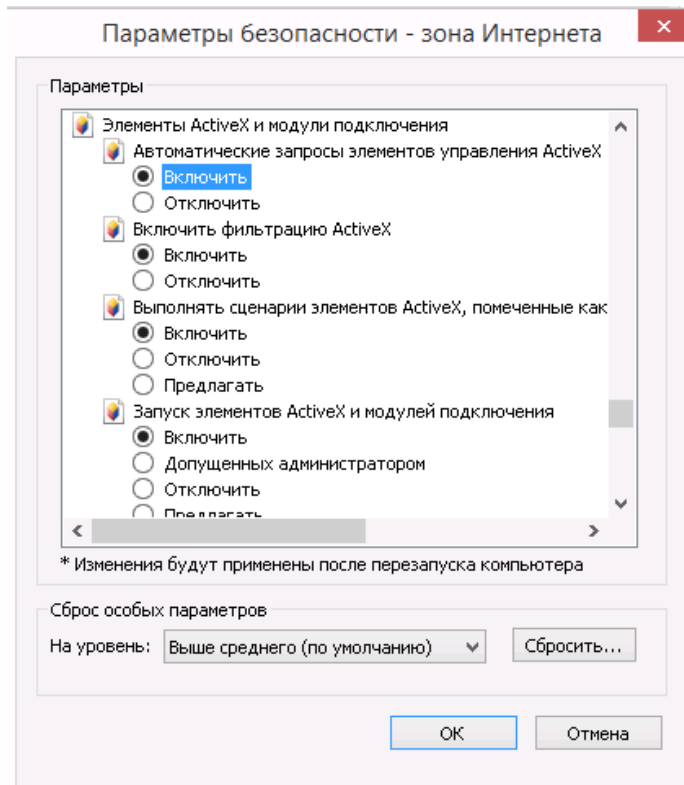 Параметры безопасности - зона Интернета
Параметры
Элементы ActiveX и модули подключения
Автоматические запросы элементов управления ActiveX
Включить
Отключить
Включить фильтрацию ActiveX
Включить
Отключить
Выполнять сценарии элементов ActiveX, помеченные как
Включить
Отключить
Предлагать
Запуск элементов ActiveX и модулей подключения
Включить
Допущенных администратором
Отключить
Предлагать
* Изменения будут применены после перезапуска компьютера
Сброс особых параметров
На уровень: Выше среднего (по умолчанию) Сбросить...
ОК Отмена